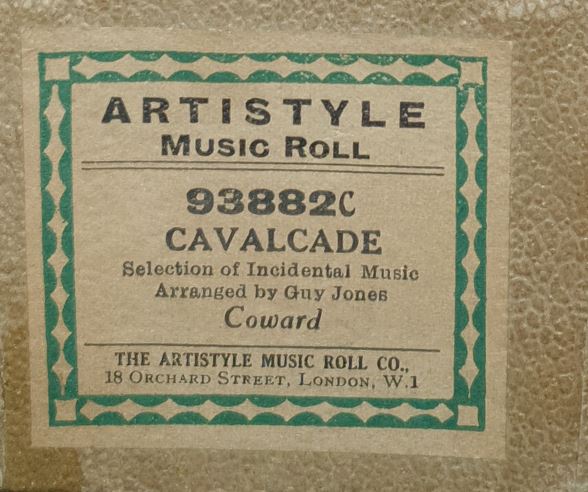 ARTISTYLE
MUSIC ROLL
93882C
CAVALCADE
Selection of Incidental Music
Arranged by Guy Jones
Coward
THE ARTISTYLE MUSIC ROLL CO.,
18 ORCHARD STREET, LONDON, W.1